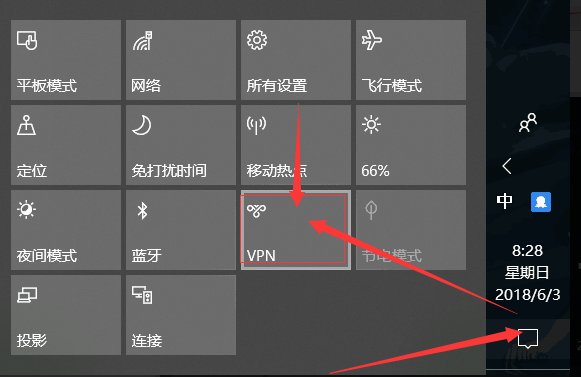 平板模式
网络
所有设置
飞行模式
定位
免打扰时间
移动热点
66%
夜间模式
蓝牙
VPN
节电模式
投影
连接
中
8:28
星期日
2018/6/3